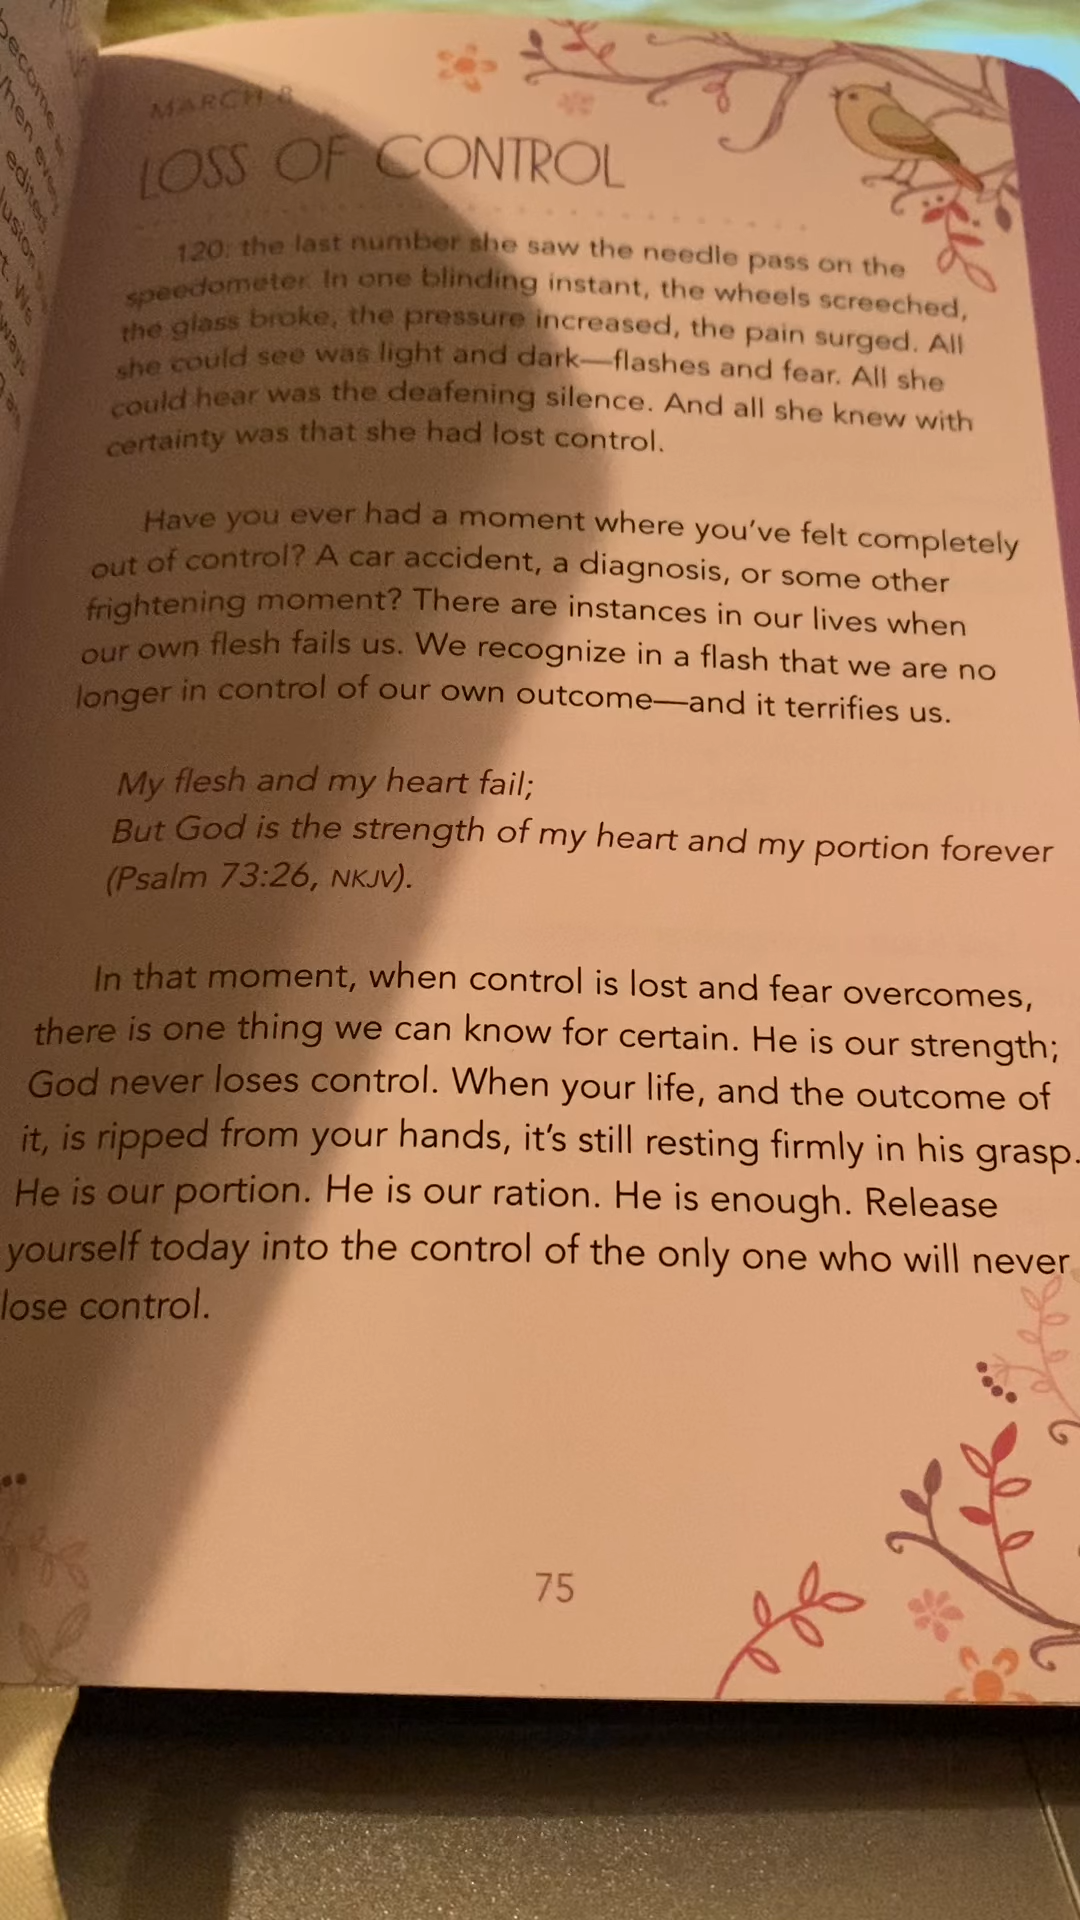 MARCH 8
LOSS OF CONTROL
120: the last number she saw the needle pass on the
speedometer. In one blinding instant, the wheels screeched,
the glass broke, the pressure increased, the pain surged. All
she could see was light and dark—flashes and fear. All she
could hear was the deafening silence. And all she knew with
certainty was that she had lost control.
Have you ever had a moment where you've felt completely
out of control? A car accident, a diagnosis, or some other
frightening moment? There are instances in our lives when
our own flesh fails us. We recognize in a flash that we are no
longer in control of our own outcome—and it terrifies us.
My flesh and my heart fail;
But God is the strength of my heart and my portion forever
(Psalm 73:26, NKJV).
In that moment, when control is lost and fear overcomes,
there is one thing we can know for certain. He is our strength;
God never loses control. When your life, and the outcome of
it, is ripped from your hands, it's still resting firmly in his grasp.
He is our portion. He is our ration. He is enough. Release
yourself today into the control of the only one who will never
lose control.
75